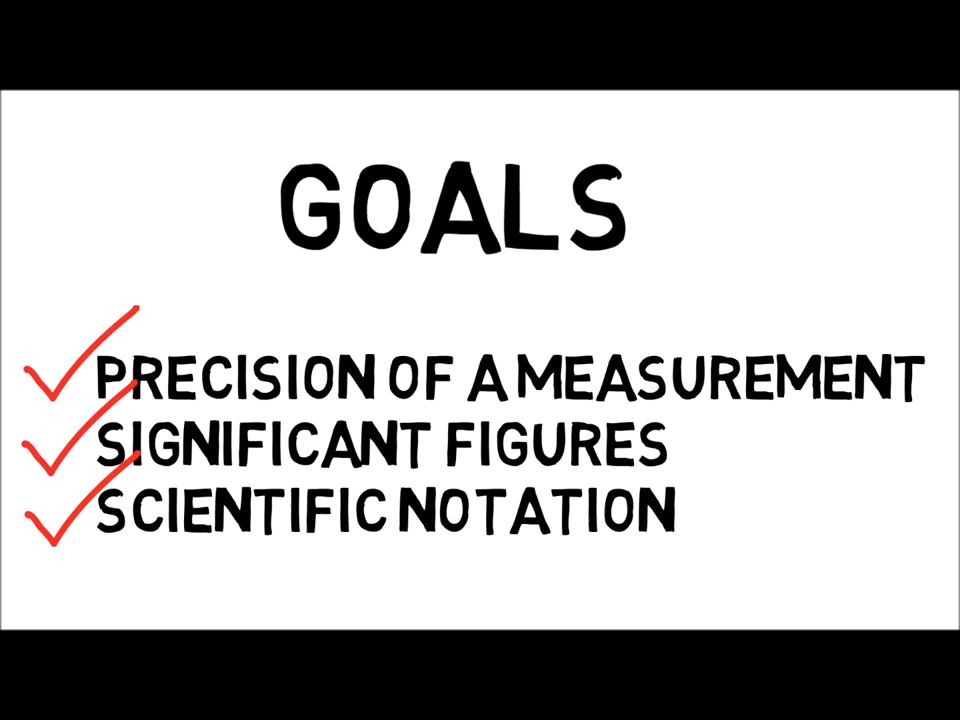 GOALS
PRECISION OF A MEASUREMENT
SIGNIFICANT FIGURES
SCIENTIFIC NOTATION